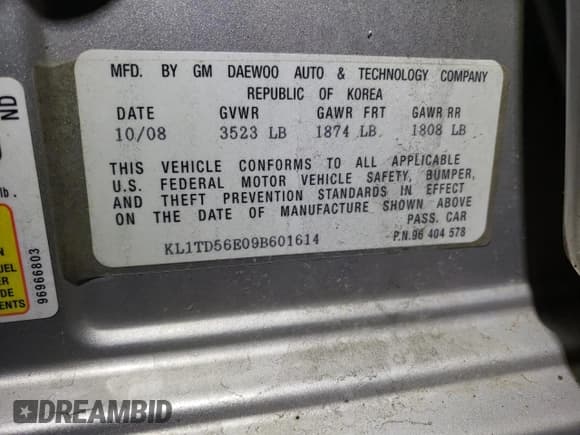 MFD. BY GM DAEWOO AUTO & TECHNOLOGY COMPANY
REPUBLIC OF KOREA
DATE GVWR GAWR FRT GAWR RR
10/08 3523 LB 1874 LB 1808 LB
THIS VEHICLE CONFORMS TO ALL APPLICABLE
U.S. FEDERAL MOTOR VEHICLE SAFETY, BUMPER,
AND THEFT PREVENTION STANDARDS IN EFFECT
ON THE DATE OF MANUFACTURE SHOWN ABOVE
PASS. CAR
KL1TD56E09B601614
P.N.96 404 578
ND
lb.
96966803
DREAMBID